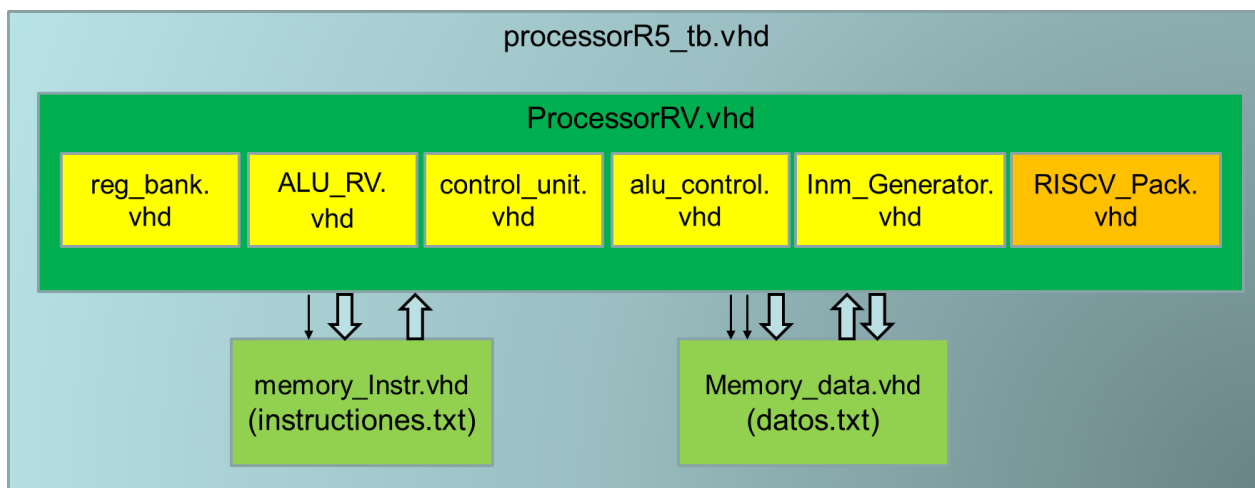 processorR5_tb.vhd
ProcessorRV.vhd
reg_bank.
vhd
ALU_RV.
vhd
control_unit.
vhd
alu_control.
vhd
Inm_Generator.
vhd
RISCV_Pack.
vhd
memory_Instr.vhd
(instructiones.txt)
Memory_data.vhd
(datos.txt)